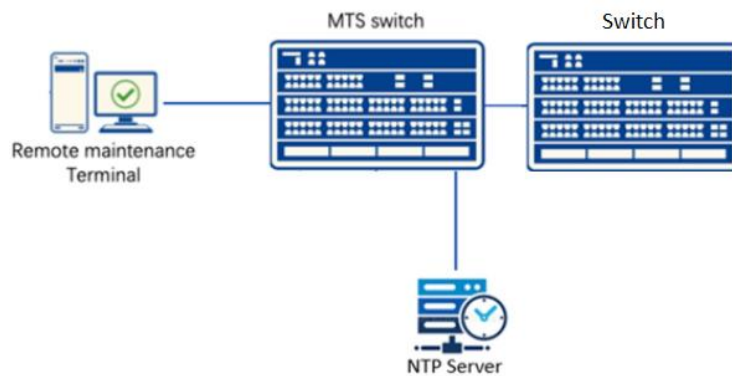 MTS switch
Switch
Remote maintenance
Terminal
NTP Server